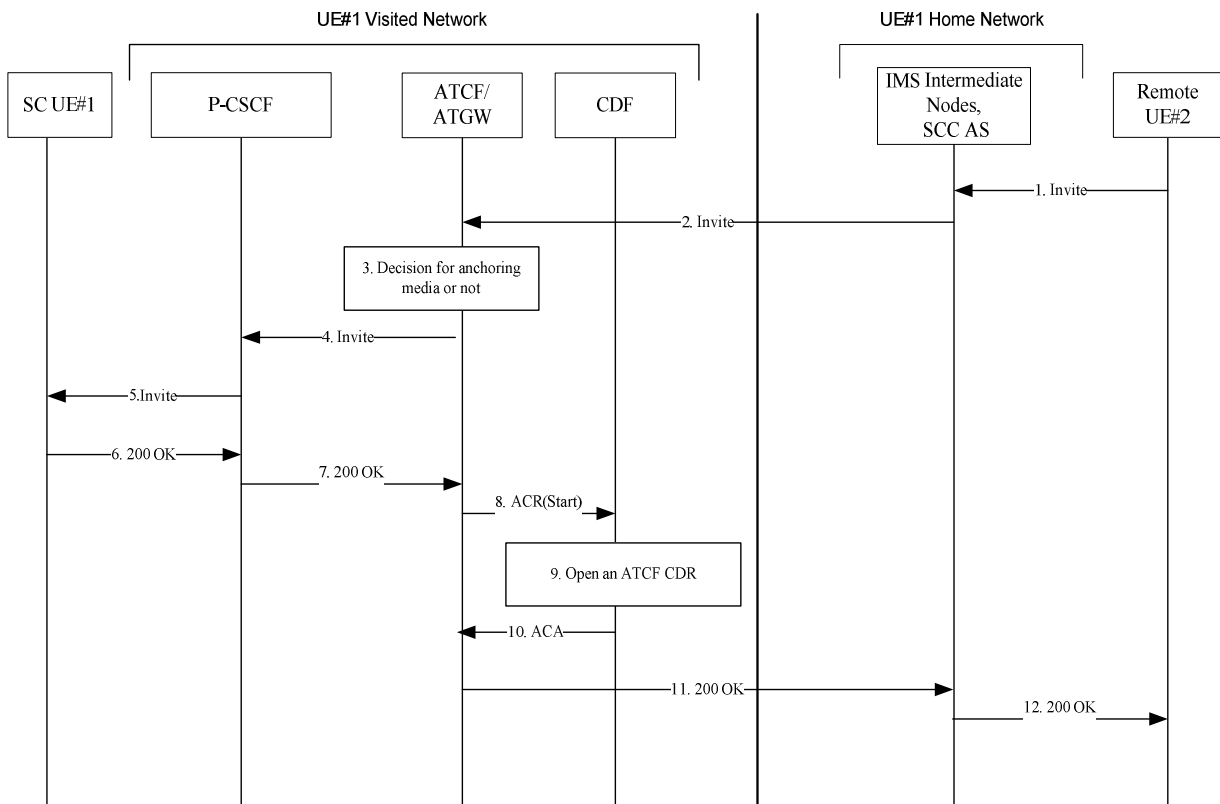 UE#1 Visited Network
UE#1 Home Network
SC UE#1
P-CSCF
ATCF/
ATGW
CDF
IMS Intermediate
Nodes,
SCC AS
Remote
UE#2
1. Invite
2. Invite
3. Decision for anchoring
media or not
4. Invite
5.Invite
6. 200 OK
7. 200 OK
8. ACR(Start)
9. Open an ATCF CDR
10. ACA
11. 200 OK
12. 200 OK